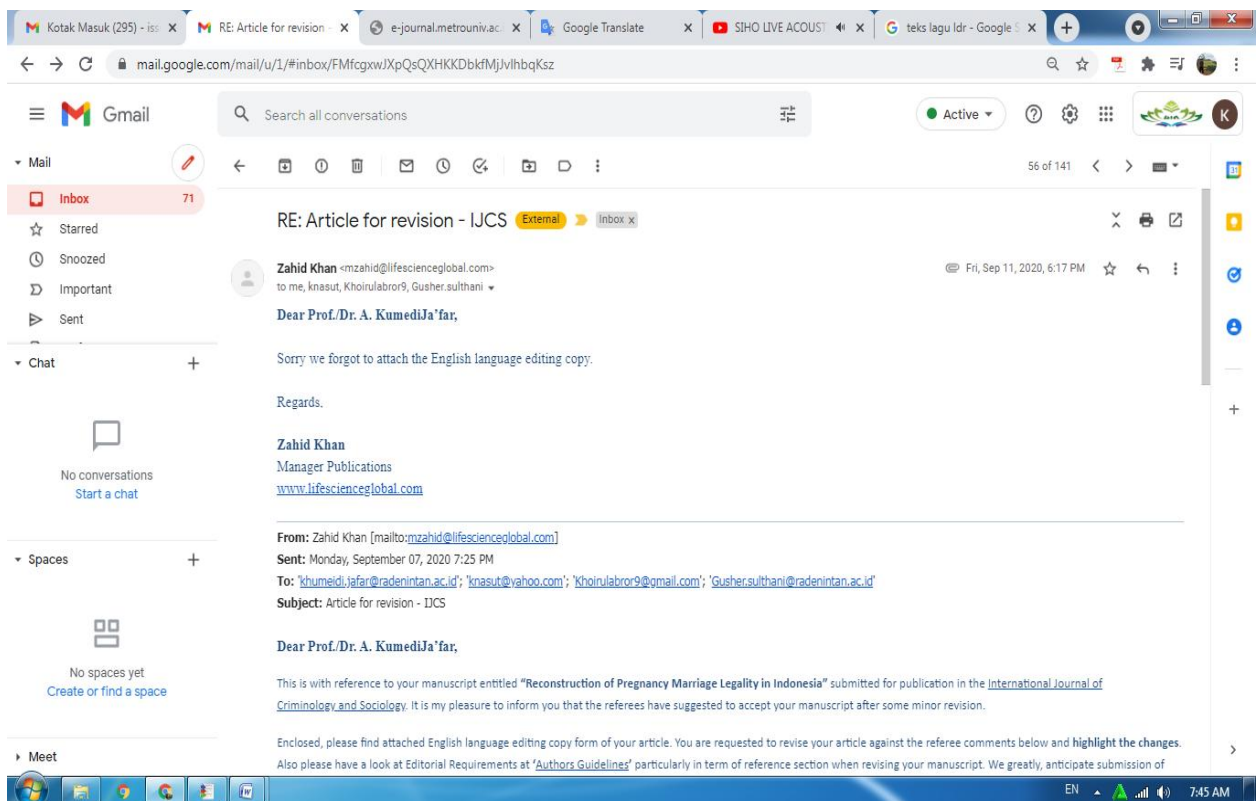 Kotak Masuk (295) - iss
RE: Article for revision -
e-journal.metrouniv.ac.
Google Translate
SIHO LIVE ACOUST
teks lagu ldr - Google S
mail.google.com/mail/u/1/#inbox/
Gmail
Search all conversations
Active
K
Mail
56 of 141
Inbox 71
Starred
Snoozed
Important
Sent
RE: Article for revision - IJCS External Inbox x
Zahid Khan <mzahid@lifescienceglobal.com>
Fri, Sep 11, 2020, 6:17 PM
to me, knasut, Khoirulabror9, Gusher.sulthani
Dear Prof./Dr. A. KumediJa’far,
Sorry we forgot to attach the English language editing copy.
Regards,
Zahid Khan
Manager Publications
www.lifescienceglobal.com
Chat
No conversations
Start a chat
Spaces
No spaces yet
Create or find a space
Meet
From: Zahid Khan [mailto:mzahid@lifescienceglobal.com]
Sent: Monday, September 07, 2020 7:25 PM
To: 'khumeidi.jafar@radenintan.ac.id'; 'knasut@yahoo.com'; 'Khoirulabror9@gmail.com'; 'Gusher.sulthani@radenintan.ac.id'
Subject: Article for revision - IJCS
Dear Prof./Dr. A. KumediJa’far,
This is with reference to your manuscript entitled “Reconstruction of Pregnancy Marriage Legality in Indonesia” submitted for publication in the International Journal of
Criminology and Sociology. It is my pleasure to inform you that the referees have suggested to accept your manuscript after some minor revision.
Enclosed, please find attached English language editing copy form of your article. You are requested to revise your article against the referee comments below and highlight the changes.
Also please have a look at Editorial Requirements at ‘Authors Guidelines’ particularly in term of reference section when revising your manuscript. We greatly, anticipate submission of
EN 7:45 AM